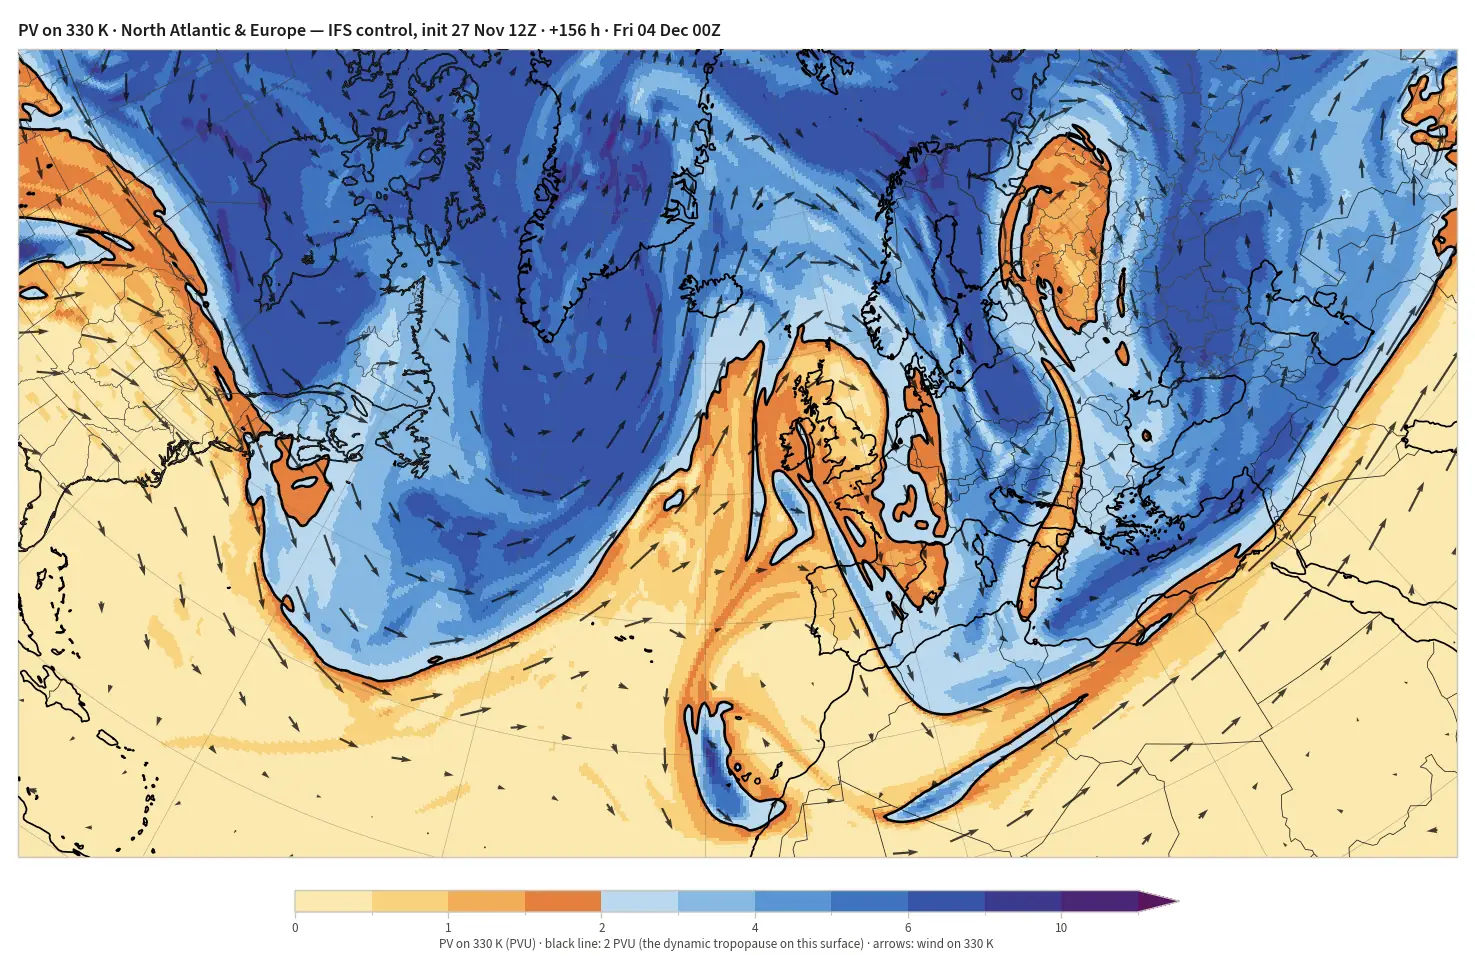 PV on 330 K · North Atlantic & Europe — IFS control, init 27 Nov 12Z · +156 h · Fri 04 Dec 00Z
0 1 2 4 6 10
PV on 330 K (PVU) · black line: 2 PVU (the dynamic tropopause on this surface) · arrows: wind on 330 K